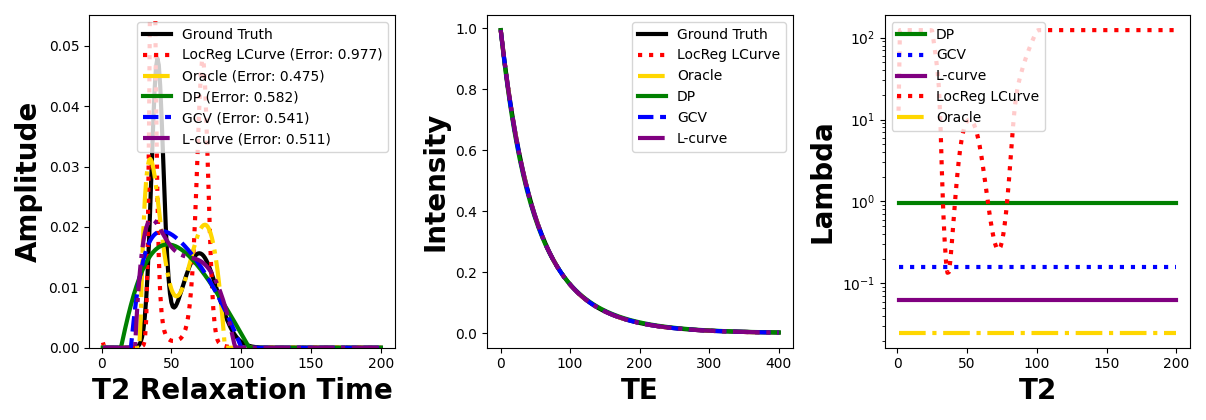 Amplitude
0.05
0.04
0.03
0.02
0.01
0.00
Ground Truth
LocReg LCurve (Error: 0.977)
Oracle (Error: 0.475)
DP (Error: 0.582)
GCV (Error: 0.541)
L-curve (Error: 0.511)
0 50 100 150 200
T2 Relaxation Time
Intensity
1.0
0.8
0.6
0.4
0.2
0.0
Ground Truth
LocReg LCurve
Oracle
DP
GCV
L-curve
0 100 200 300 400
TE
Lambda
10²
10¹
10⁰
10⁻¹
DP
GCV
L-curve
LocReg LCurve
Oracle
0 50 100 150 200
T2